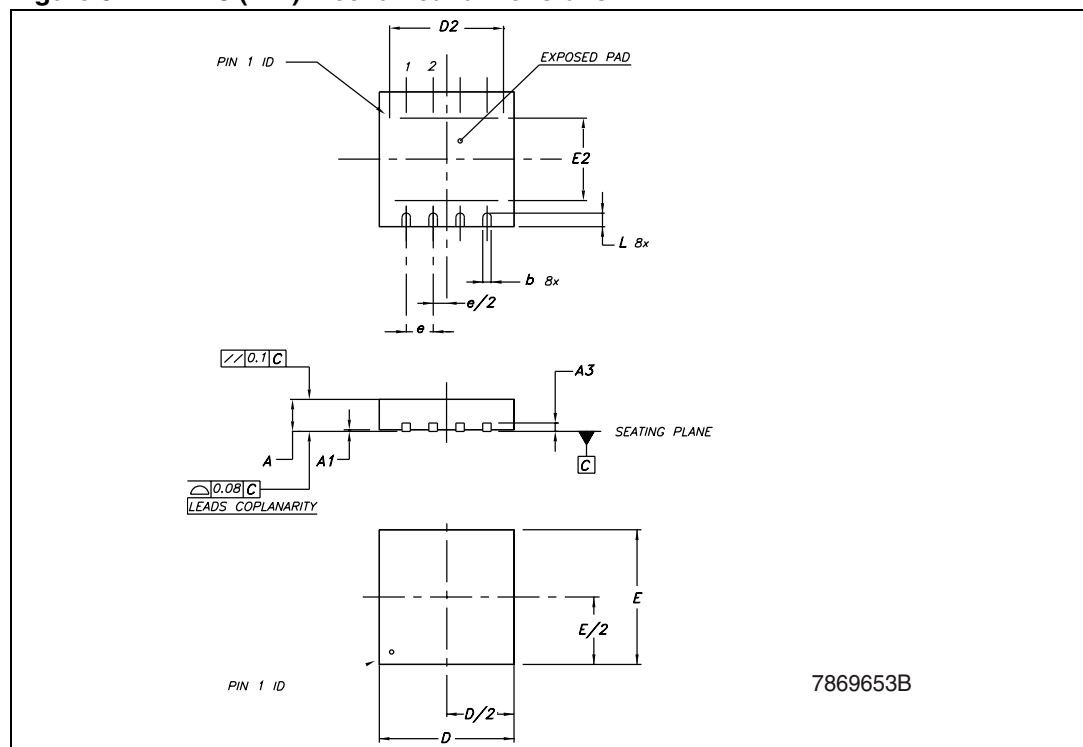 D2
PIN 1 ID
1 2
EXPOSED PAD
E2
L 8x
b 8x
e/2
e
// 0.1 C
A3
SEATING PLANE
A
A1
C
⌓ 0.08 C
LEADS COPLANARITY
E
E/2
PIN 1 ID
7869653B
D/2
D